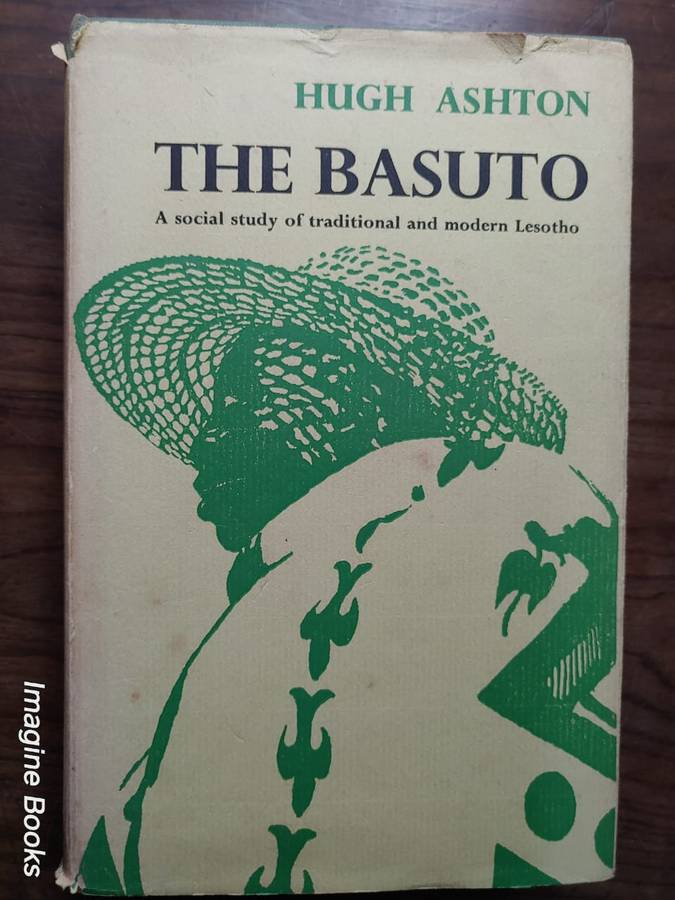 HUGH ASHTON
THE BASUTO
A social study of traditional and modern Lesotho
Imagine Books